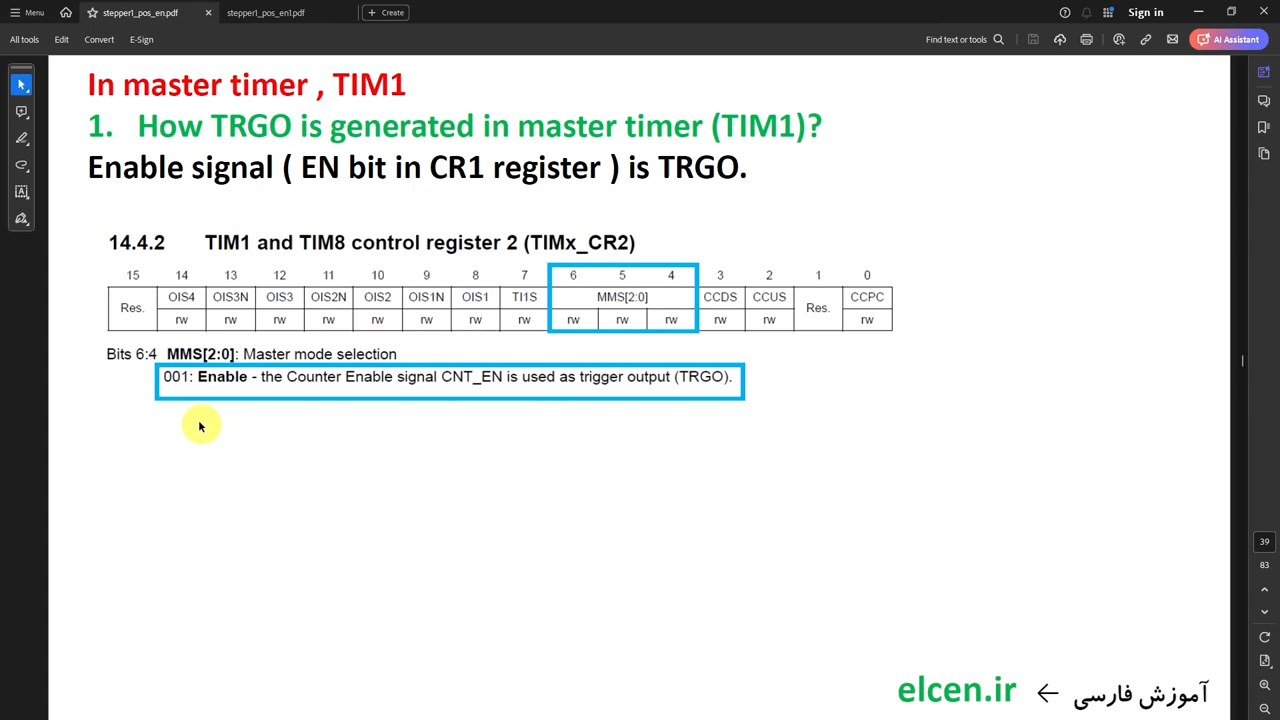 Menu
stepper1_pos_en.pdf
stepper1_pos_en1.pdf
+ Create
Sign in
All tools
Edit
Convert
E-Sign
Find text or tools
AI Assistant
In master timer , TIM1
1. How TRGO is generated in master timer (TIM1)?
Enable signal ( EN bit in CR1 register ) is TRGO.
14.4.2 TIM1 and TIM8 control register 2 (TIMx_CR2)
15 14 13 12 11 10 9 8 7 6 5 4 3 2 1 0
Res. OIS4 OIS3N OIS3 OIS2N OIS2 OIS1N OIS1 TI1S MMS[2:0] CCDS CCUS Res. CCPC
rw rw rw rw rw rw rw rw rw rw rw rw rw rw
Bits 6:4 MMS[2:0]: Master mode selection
001: Enable - the Counter Enable signal CNT_EN is used as trigger output (TRGO).
39
83
elcen.ir ← آموزش فارسی